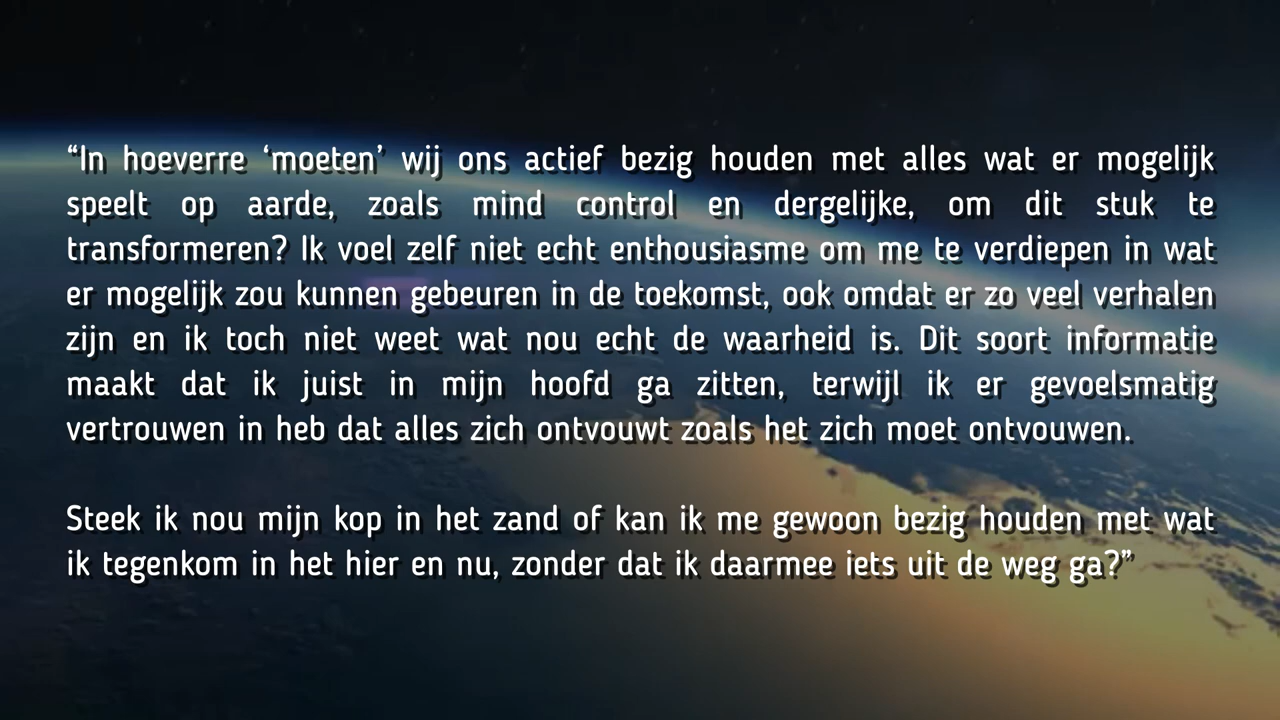 “In hoeverre ‘moeten’ wij ons actief bezig houden met alles wat er mogelijk
speelt op aarde, zoals mind control en dergelijke, om dit stuk te
transformeren? Ik voel zelf niet echt enthousiasme om me te verdiepen in wat
er mogelijk zou kunnen gebeuren in de toekomst, ook omdat er zo veel verhalen
zijn en ik toch niet weet wat nou echt de waarheid is. Dit soort informatie
maakt dat ik juist in mijn hoofd ga zitten, terwijl ik er gevoelsmatig
vertrouwen in heb dat alles zich ontvouwt zoals het zich moet ontvouwen.
Steek ik nou mijn kop in het zand of kan ik me gewoon bezig houden met wat
ik tegenkom in het hier en nu, zonder dat ik daarmee iets uit de weg ga?”